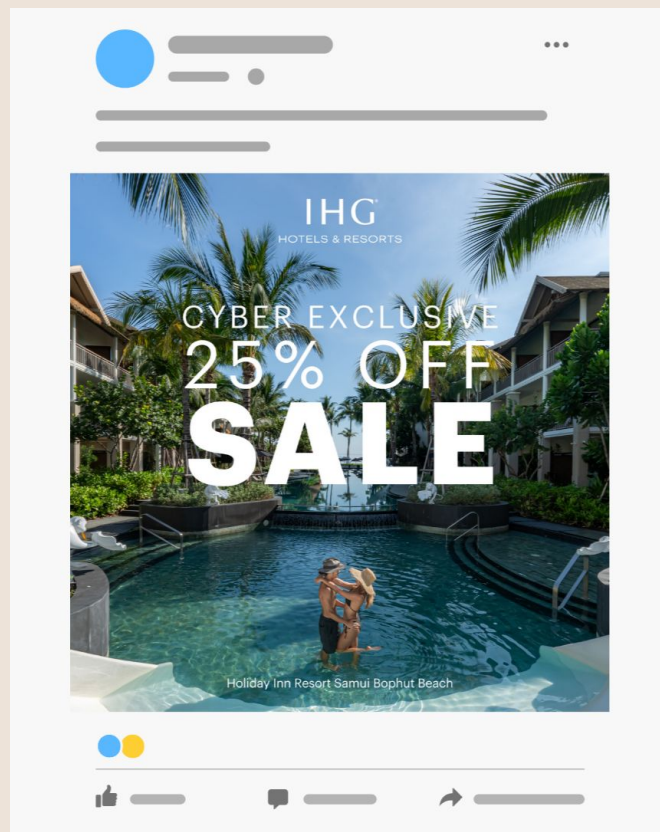 IHG
HOTELS & RESORTS
CYBER EXCLUSIVE
25% OFF
SALE
Holiday Inn Resort Samui Bophut Beach